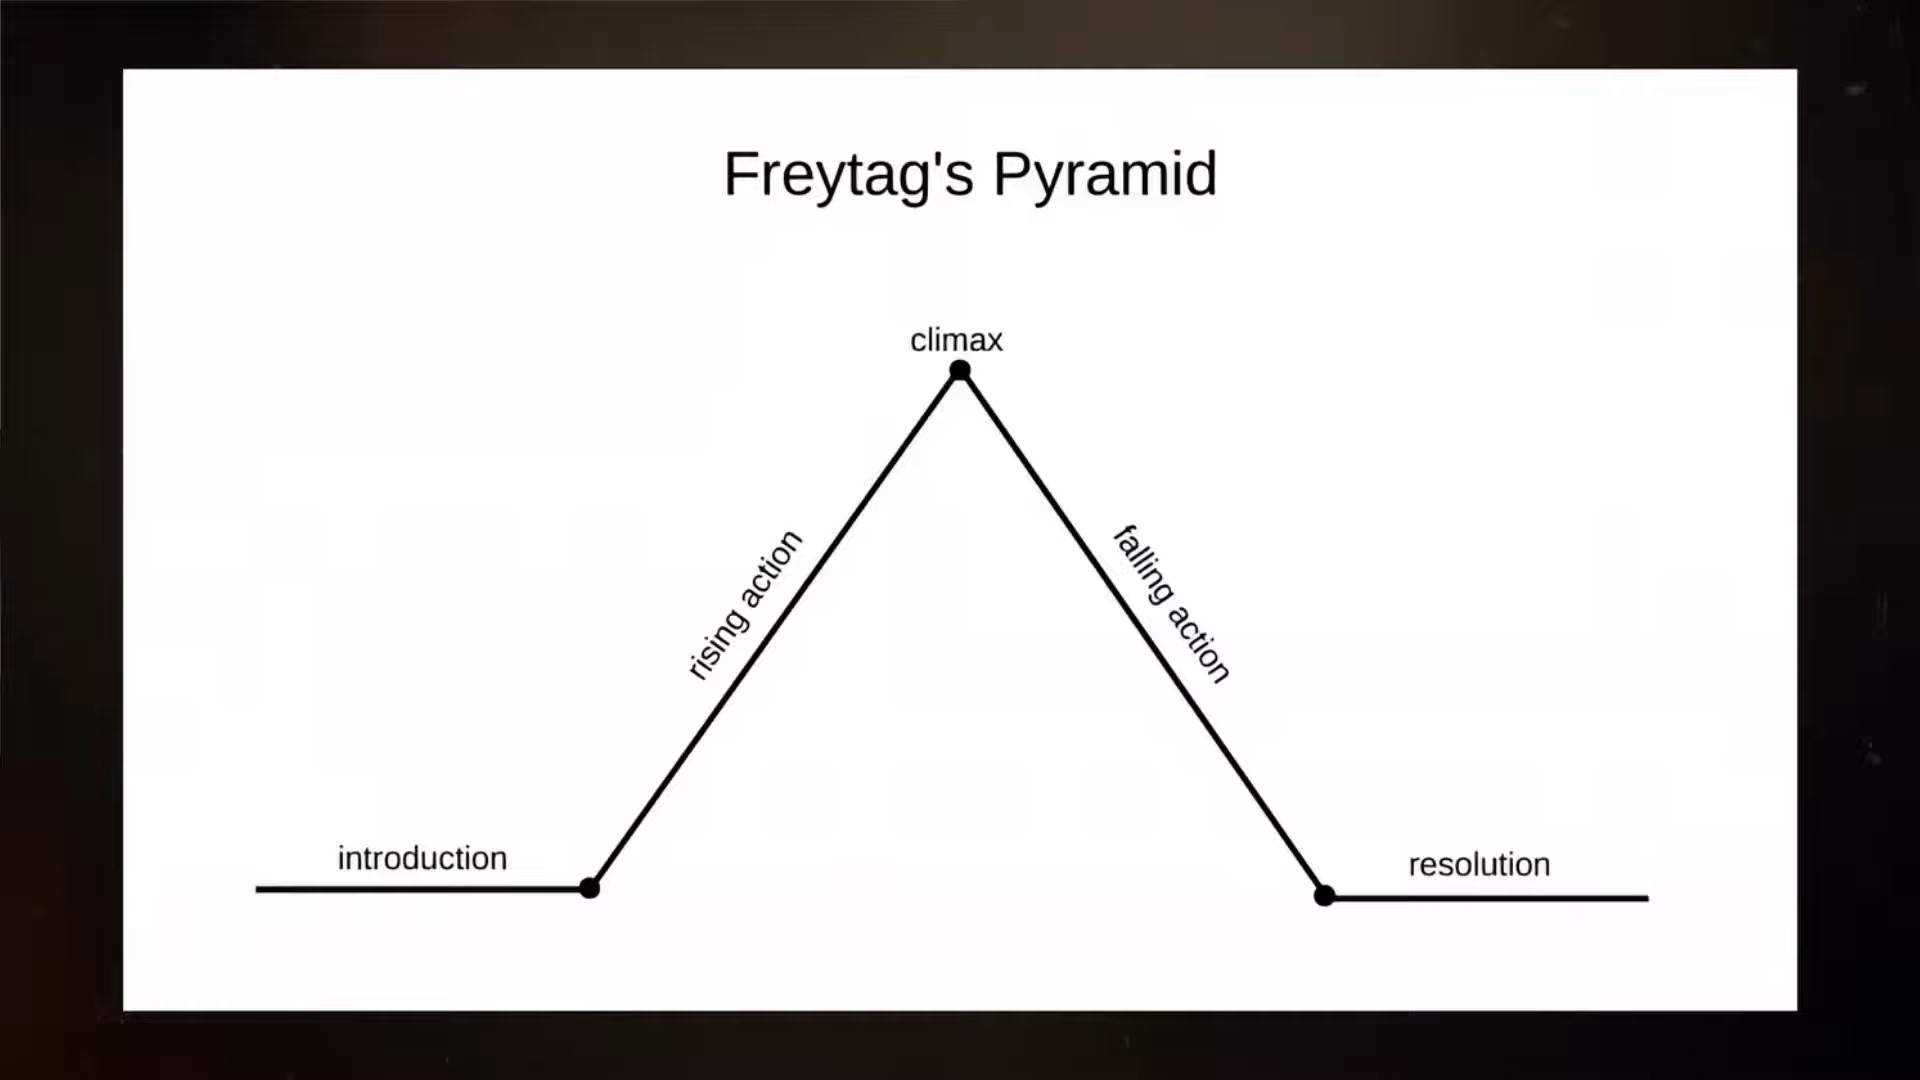 Freytag's Pyramid
climax
rising action
falling action
introduction
resolution